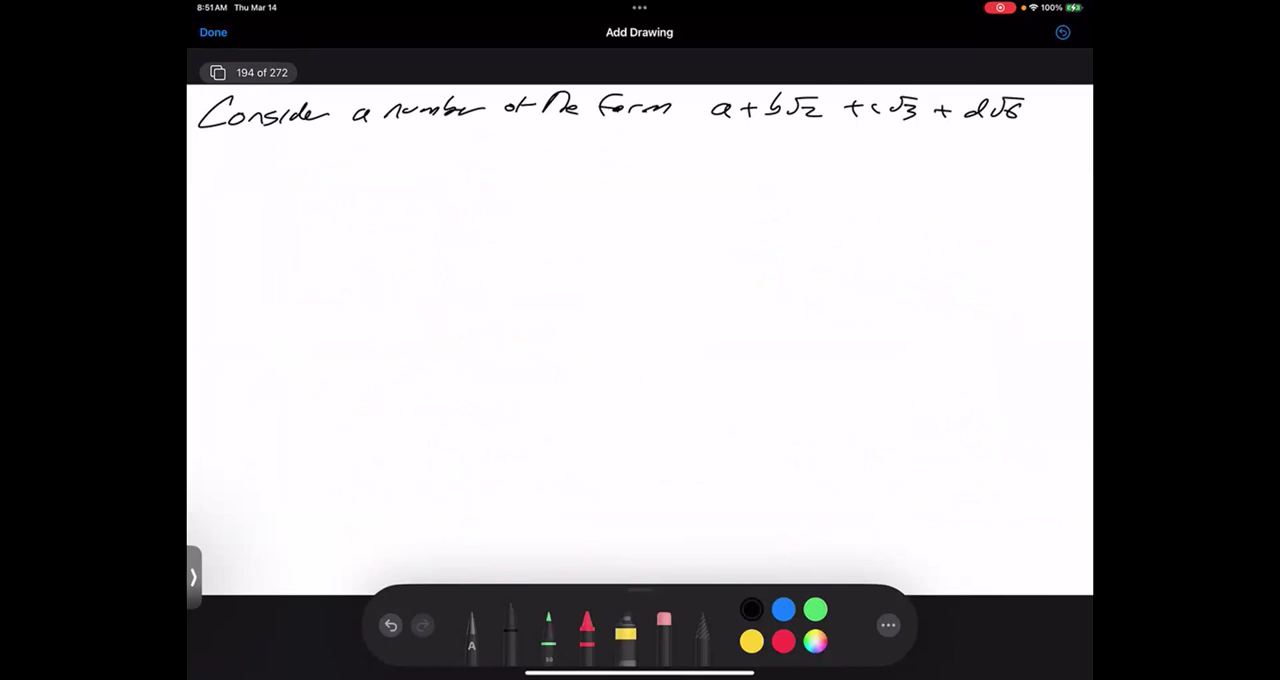 8:51 AM Thu Mar 14
100%
Done
Add Drawing
194 of 272
Consider a number of the form a + b√2 + c√3 + d√6
A
50